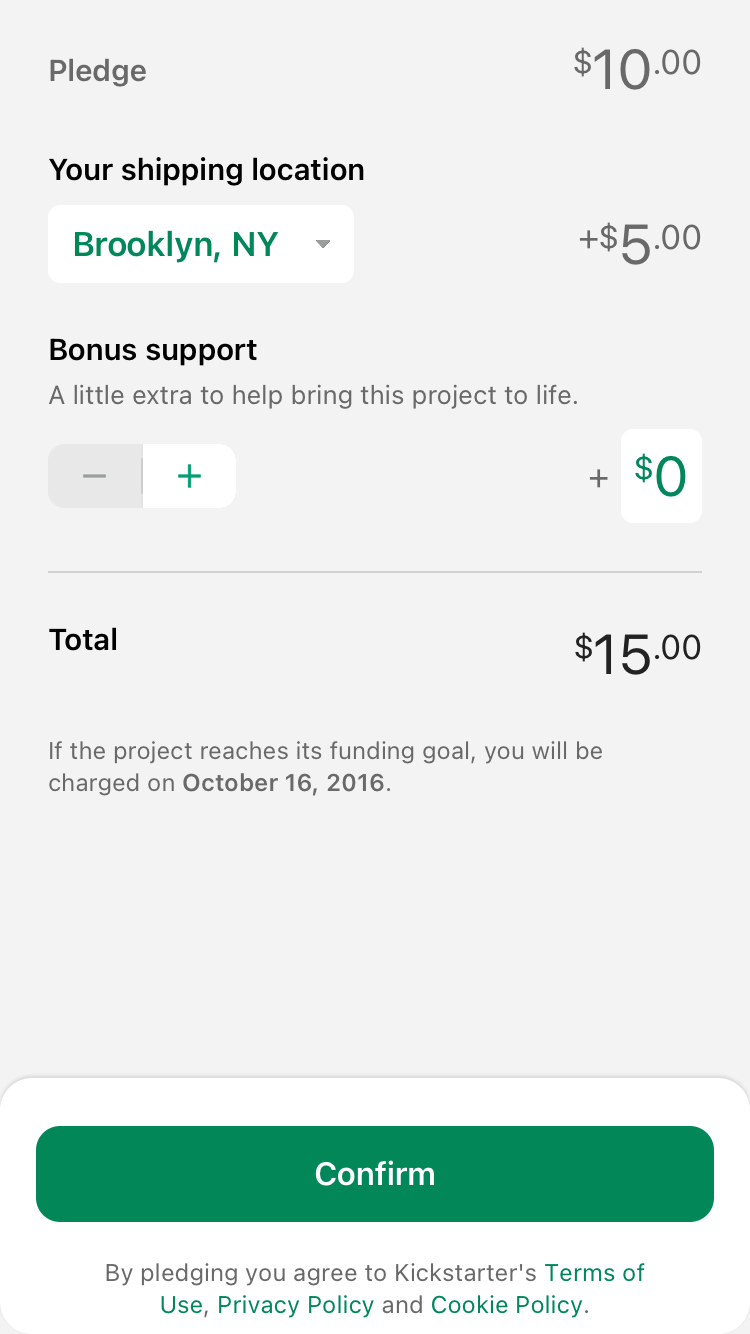 Pledge $10.00
Your shipping location
Brooklyn, NY +$5.00
Bonus support
A little extra to help bring this project to life.
− + + $0
Total $15.00
If the project reaches its funding goal, you will be
charged on October 16, 2016.
Confirm
By pledging you agree to Kickstarter's Terms of
Use, Privacy Policy and Cookie Policy.